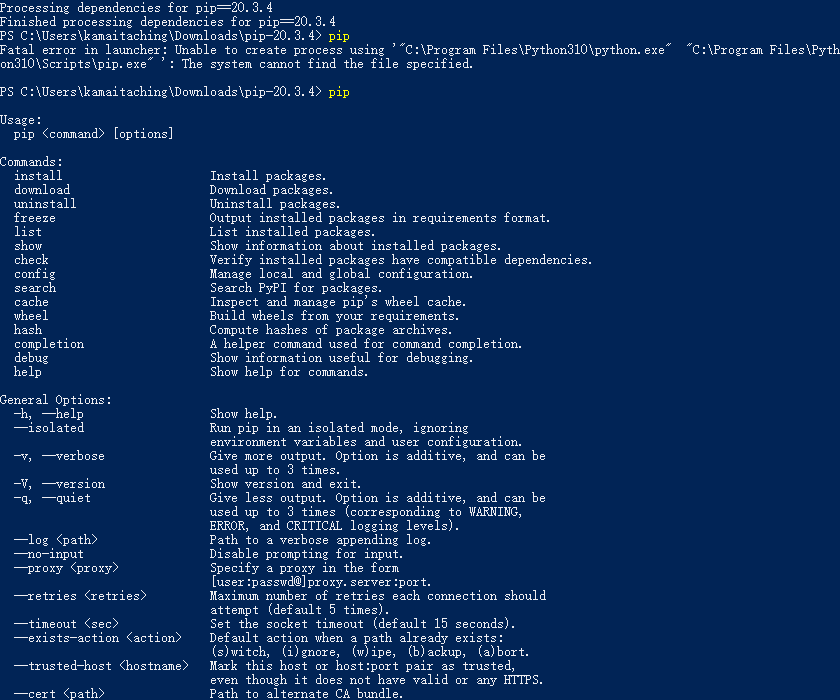 Processing dependencies for pip==20.3.4
Finished processing dependencies for pip==20.3.4
PS C:\Users\kamaitaching\Downloads\pip-20.3.4> pip
Fatal error in launcher: Unable to create process using '"C:\Program Files\Python310\python.exe"  "C:\Program Files\Pyth
on310\Scripts\pip.exe" ': The system cannot find the file specified.
PS C:\Users\kamaitaching\Downloads\pip-20.3.4> pip
Usage:
  pip <command> [options]
Commands:
  install                     Install packages.
  download                    Download packages.
  uninstall                   Uninstall packages.
  freeze                      Output installed packages in requirements format.
  list                        List installed packages.
  show                        Show information about installed packages.
  check                       Verify installed packages have compatible dependencies.
  config                      Manage local and global configuration.
  search                      Search PyPI for packages.
  cache                       Inspect and manage pip's wheel cache.
  wheel                       Build wheels from your requirements.
  hash                        Compute hashes of package archives.
  completion                  A helper command used for command completion.
  debug                       Show information useful for debugging.
  help                        Show help for commands.
General Options:
  -h, --help                  Show help.
  --isolated                  Run pip in an isolated mode, ignoring
                              environment variables and user configuration.
  -v, --verbose               Give more output. Option is additive, and can be
                              used up to 3 times.
  -V, --version               Show version and exit.
  -q, --quiet                 Give less output. Option is additive, and can be
                              used up to 3 times (corresponding to WARNING,
                              ERROR, and CRITICAL logging levels).
  --log <path>                Path to a verbose appending log.
  --no-input                  Disable prompting for input.
  --proxy <proxy>             Specify a proxy in the form
                              [user:passwd@]proxy.server:port.
  --retries <retries>         Maximum number of retries each connection should
                              attempt (default 5 times).
  --timeout <sec>             Set the socket timeout (default 15 seconds).
  --exists-action <action>    Default action when a path already exists:
                              (s)witch, (i)gnore, (w)ipe, (b)ackup, (a)bort.
  --trusted-host <hostname>   Mark this host or host:port pair as trusted,
                              even though it does not have valid or any HTTPS.
  --cert <path>               Path to alternate CA bundle.